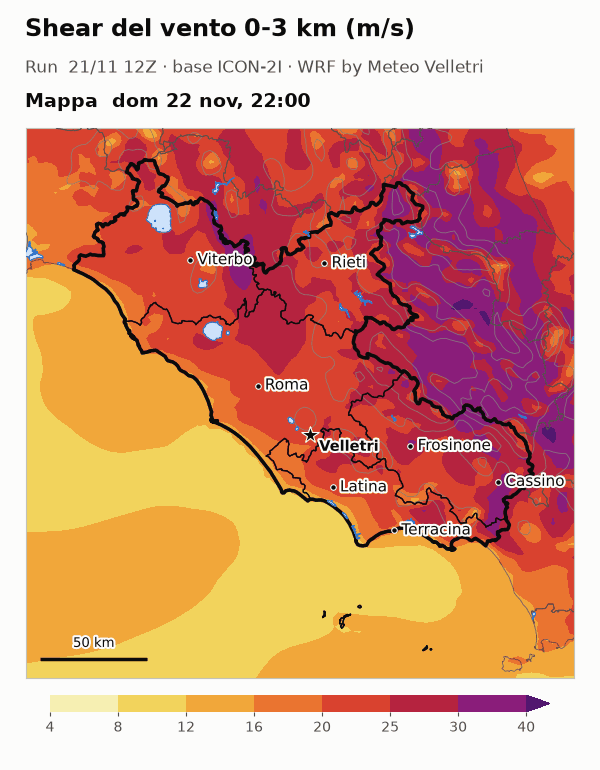 Shear del vento 0-3 km (m/s)
Run  21/11 12Z · base ICON-2I · WRF by Meteo Velletri
Mappa  dom 22 nov, 22:00
Viterbo
Rieti
Roma
Velletri
Frosinone
Cassino
Latina
Terracina
50 km
4 8 12 16 20 25 30 40